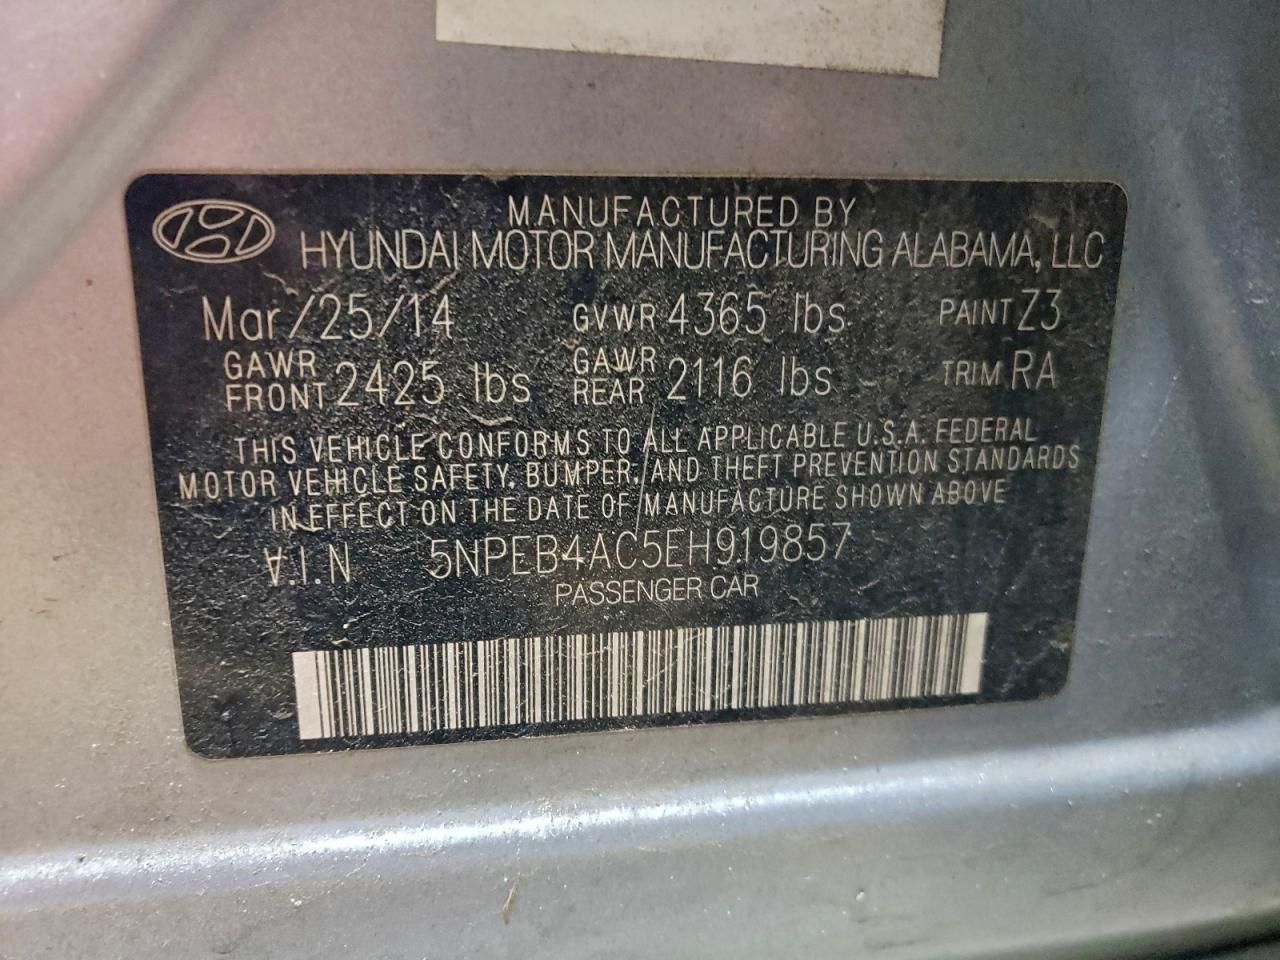 MANUFACTURED BY
HYUNDAI MOTOR MANUFACTURING ALABAMA, LLC
Mar/25/14 GVWR 4365 lbs PAINT Z3
GAWR FRONT 2425 lbs GAWR REAR 2116 lbs TRIM RA
THIS VEHICLE CONFORMS TO ALL APPLICABLE U.S.A. FEDERAL
MOTOR VEHICLE SAFETY, BUMPER, AND THEFT PREVENTION STANDARDS
IN EFFECT ON THE DATE OF MANUFACTURE SHOWN ABOVE
V.I.N 5NPEB4AC5EH919857
PASSENGER CAR